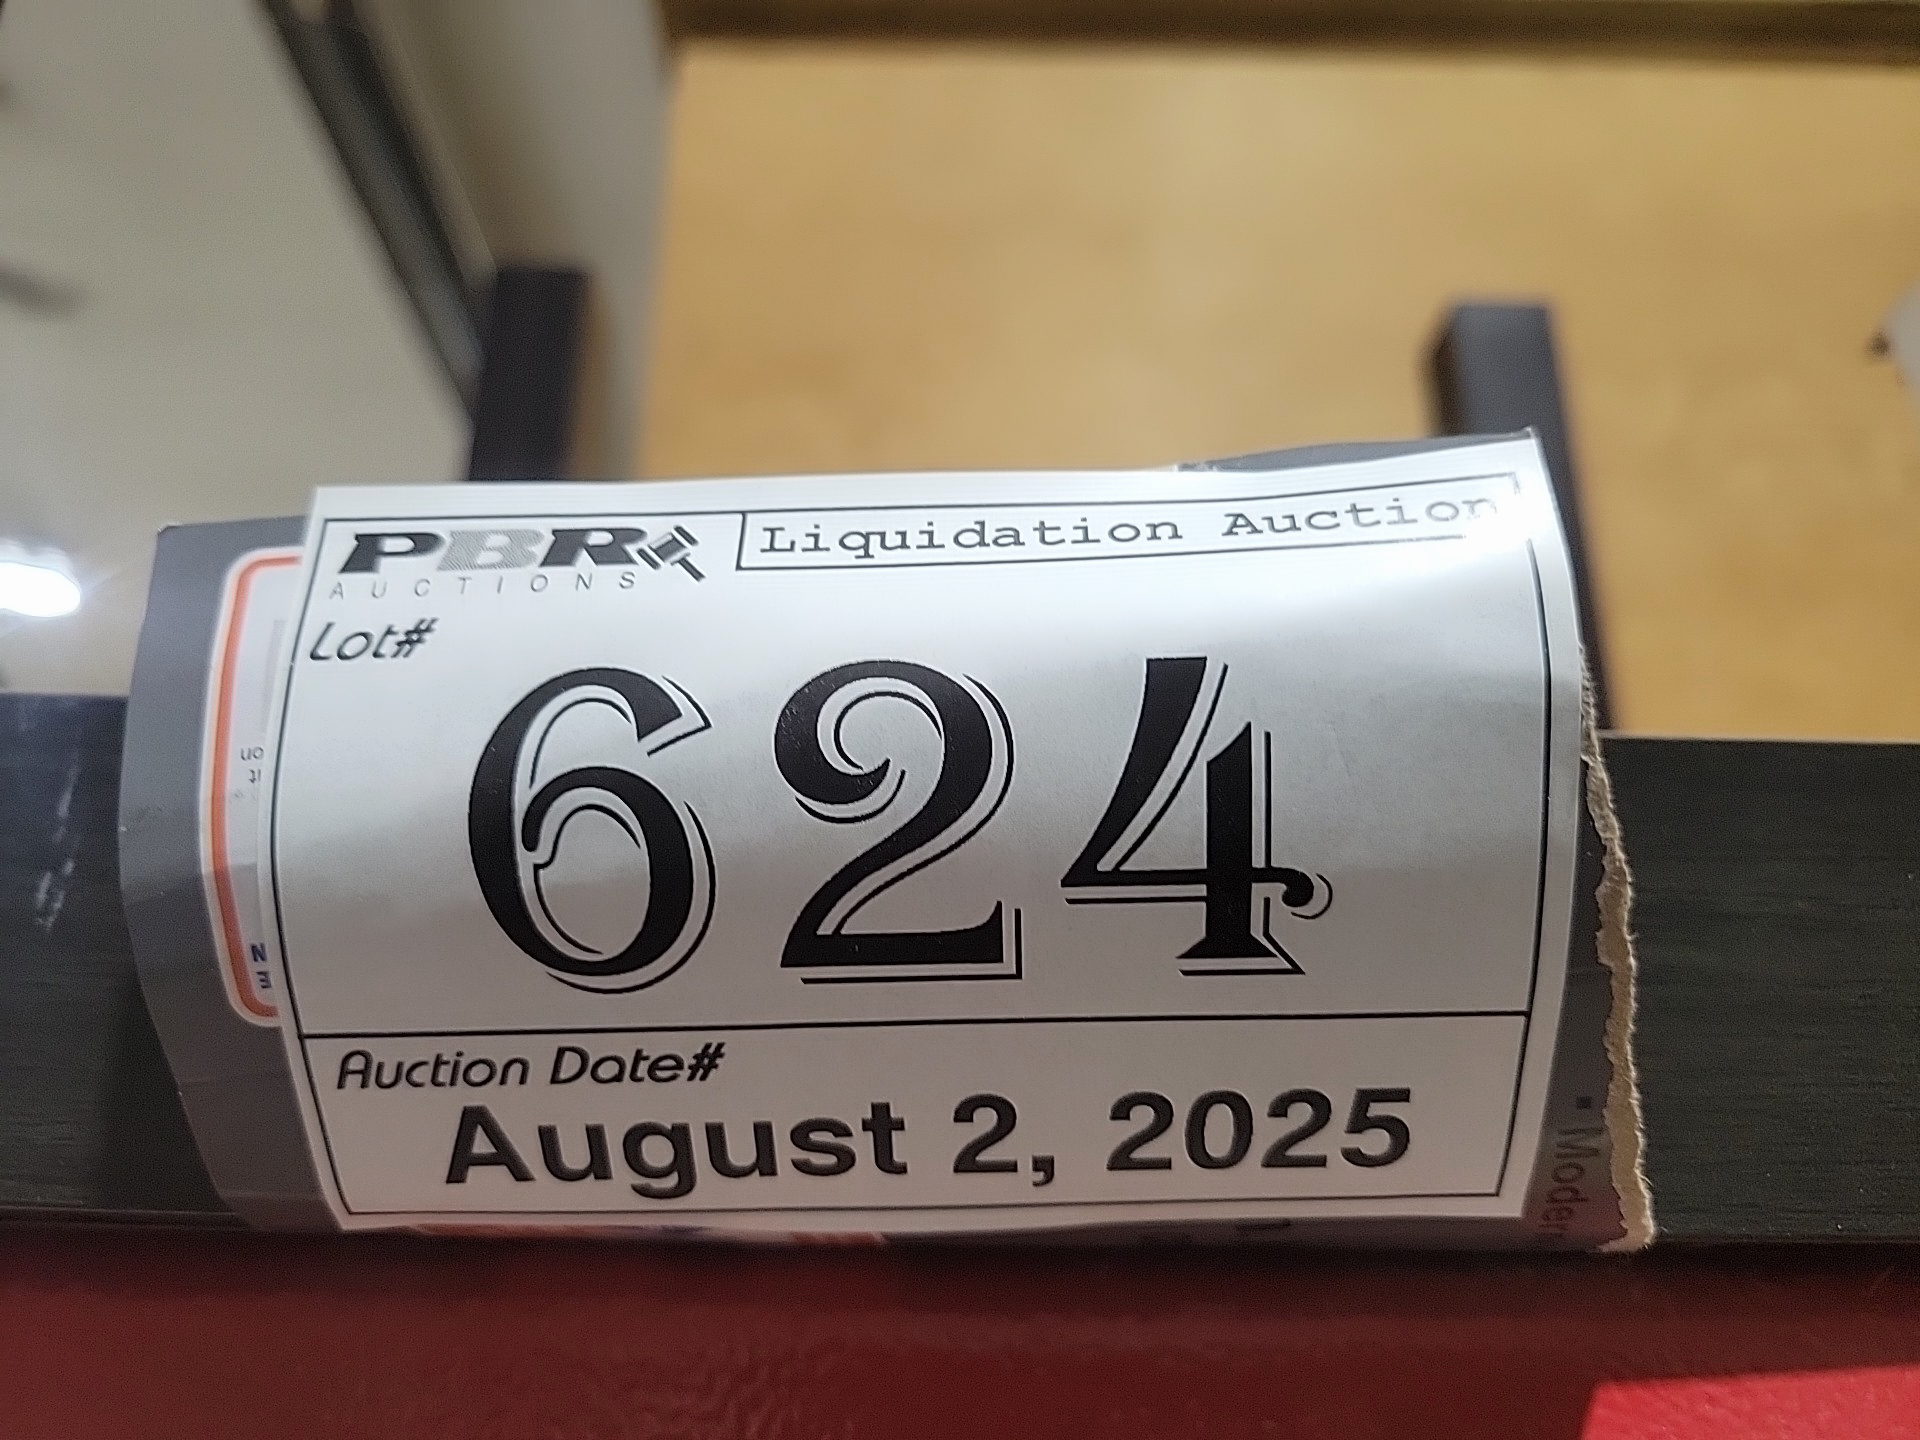 PBR
AUCTIONS
Liquidation Auction
Lot#
624
Auction Date#
August 2, 2025